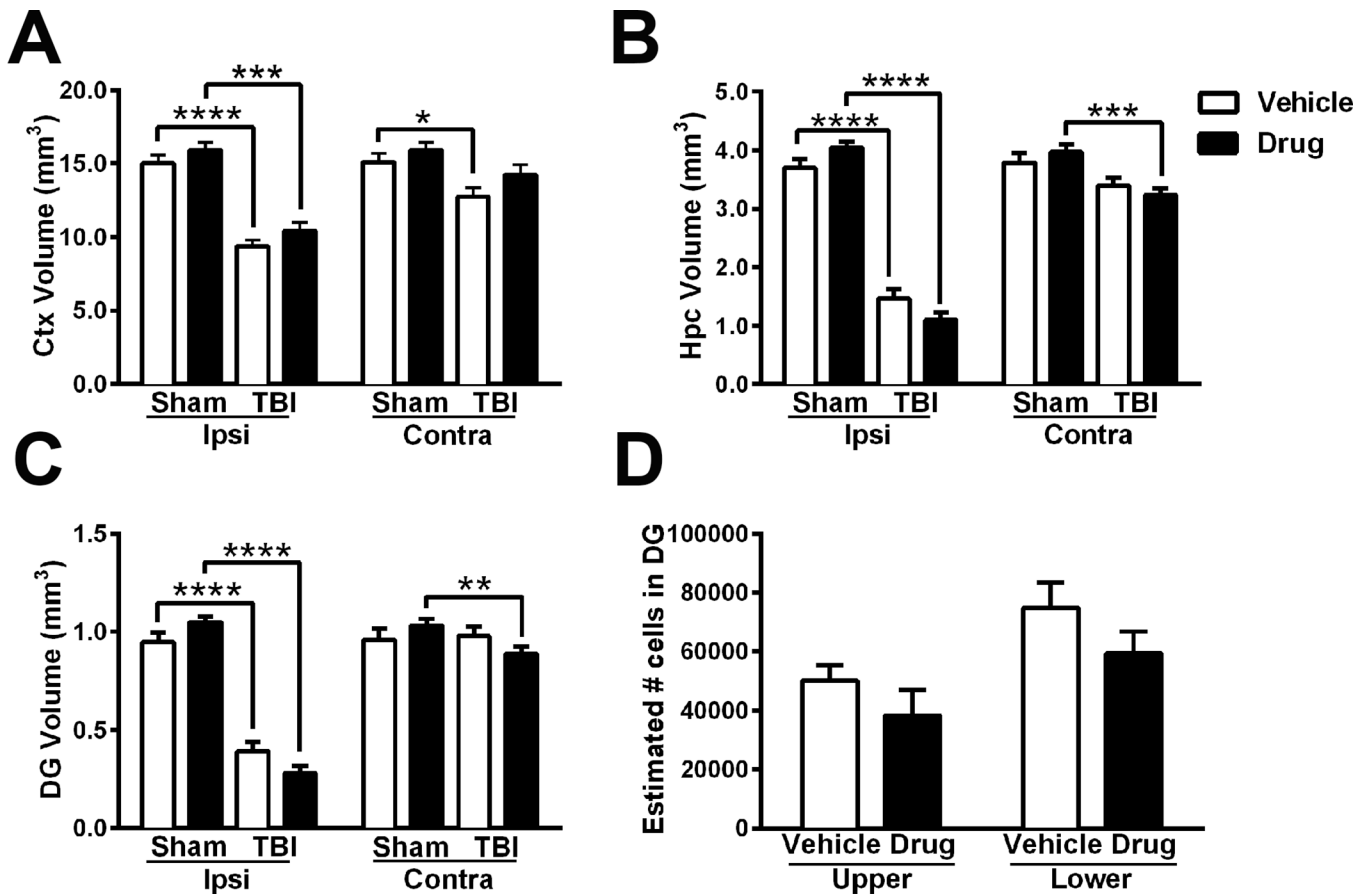 A
Ctx Volume (mm³)
20.0
15.0
10.0
5.0
0.0
****
***
*
Sham TBI
Sham TBI
Ipsi
Contra
B
Hpc Volume (mm³)
5.0
4.0
3.0
2.0
1.0
0.0
****
****
***
Sham TBI
Sham TBI
Ipsi
Contra
Vehicle
Drug
C
DG Volume (mm³)
1.5
1.0
0.5
0.0
****
****
**
Sham TBI
Sham TBI
Ipsi
Contra
D
Estimated # cells in DG
100000
80000
60000
40000
20000
0
Vehicle Drug
Vehicle Drug
Upper
Lower